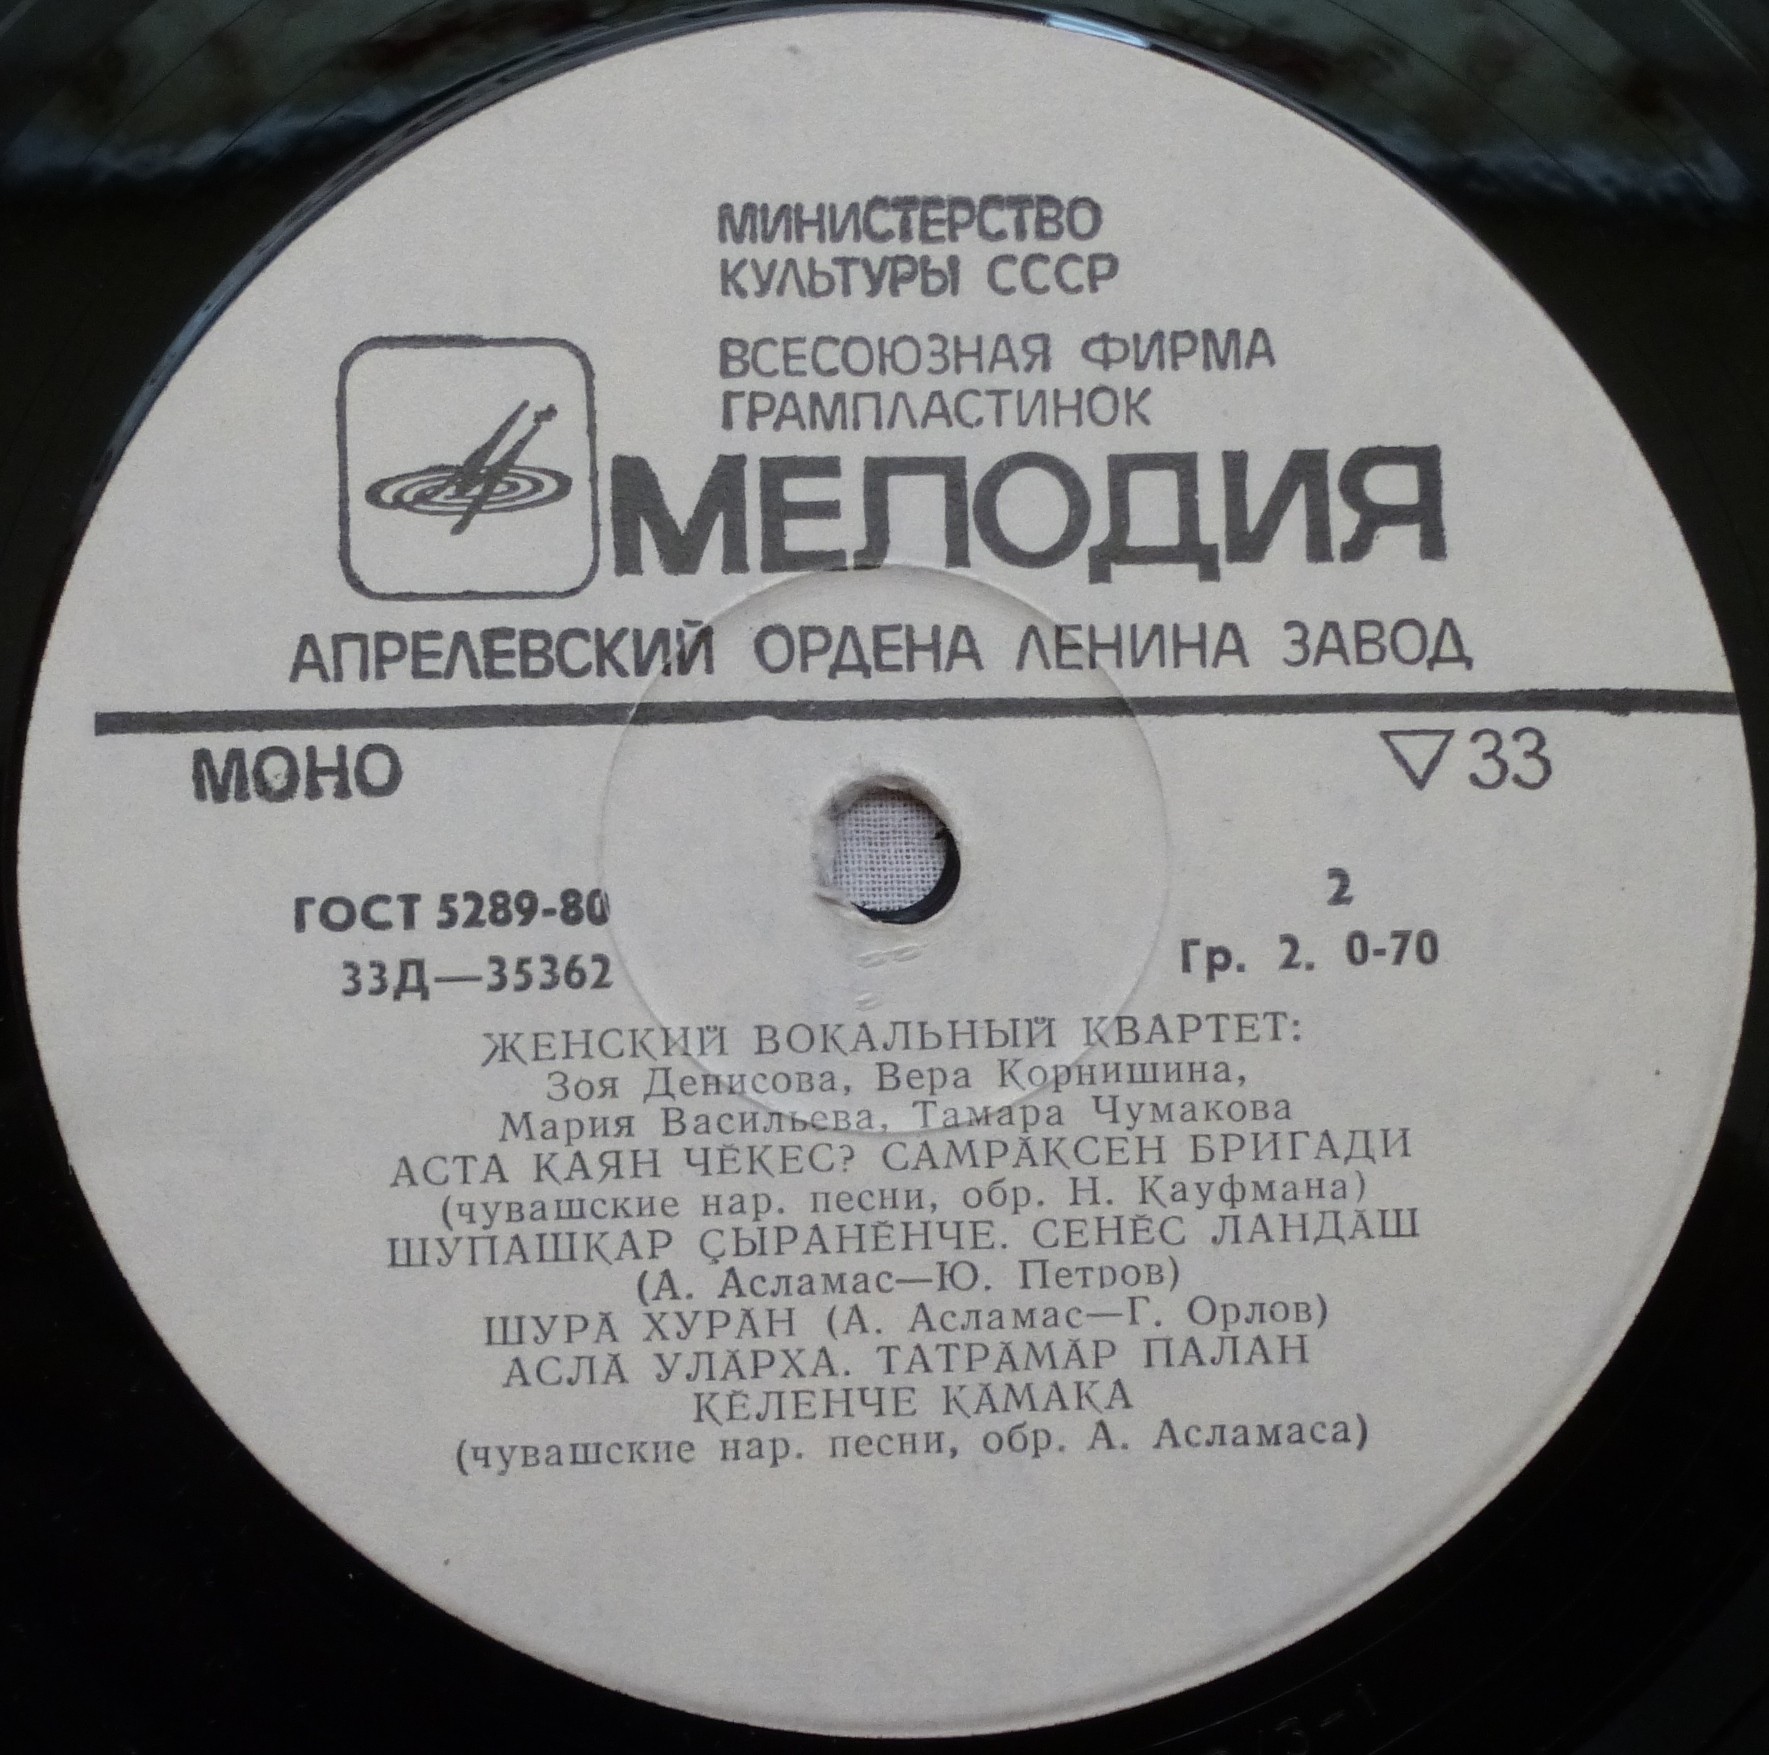 МИНИСТЕРСТВО
КУЛЬТУРЫ СССР
ВСЕСОЮЗНАЯ ФИРМА
ГРАМПЛАСТИНОК
МЕЛОДИЯ
АПРЕЛЕВСКИЙ ОРДЕНА ЛЕНИНА ЗАВОД
МОНО
▽33
ГОСТ 5289-80
2
33Д—35362
Гр. 2. 0-70
ЖЕНСКИЙ ВОКАЛЬНЫЙ КВАРТЕТ:
Зоя Денисова, Вера Корнишина,
Мария Васильева, Тамара Чумакова
АСТА КАЯН ЧĔКЕС? САМРĂКСЕН БРИГАДИ
(чувашские нар. песни, обр. Н. Кауфмана)
ШУПАШКАР ÇЫРАНĔНЧЕ. СЕНĔС ЛАНДĂШ
(А. Асламас—Ю. Петров)
ШУРĂ ХУРĂН (А. Асламас—Г. Орлов)
АСЛĂ УЛĂРХА. ТАТРĂМĂР ПАЛАН
КĔЛЕНЧЕ КĂМАКА
(чувашские нар. песни, обр. А. Асламаса)